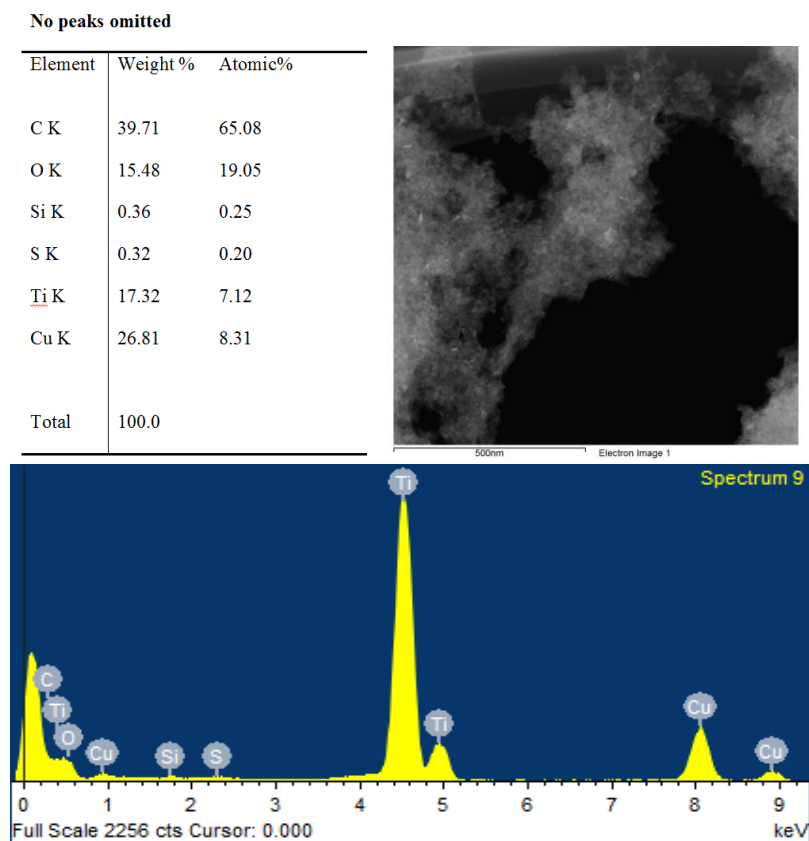 No peaks omitted
Element Weight % Atomic%
C K 39.71 65.08
O K 15.48 19.05
Si K 0.36 0.25
S K 0.32 0.20
Ti K 17.32 7.12
Cu K 26.81 8.31
Total 100.0
500nm Electron Image 1
Spectrum 9
Ti
C
Ti
O
Cu
Si
S
Ti
Cu
Cu
0 1 2 3 4 5 6 7 8 9
Full Scale 2256 cts Cursor: 0.000 keV